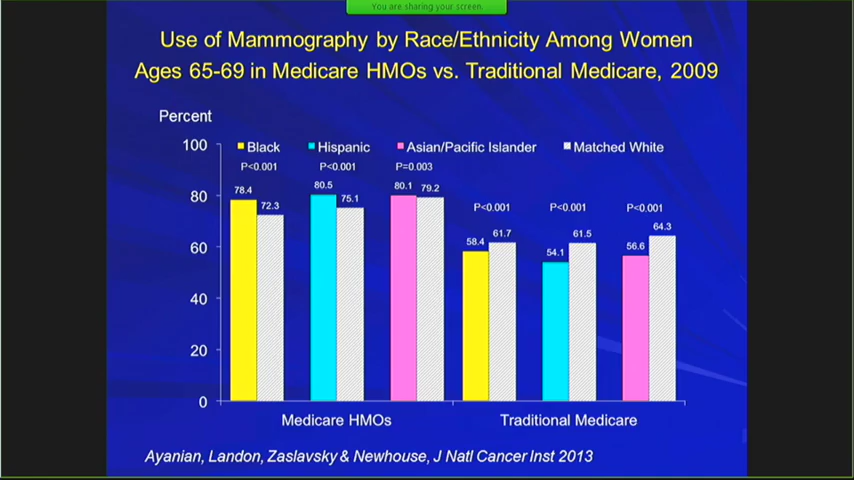 You are sharing your screen.
Use of Mammography by Race/Ethnicity Among Women
Ages 65-69 in Medicare HMOs vs. Traditional Medicare, 2009
Percent
100
80
60
40
20
0
Black
Hispanic
Asian/Pacific Islander
Matched White
P<0.001
P<0.001
P=0.003
78.4
72.3
80.5
75.1
80.1
79.2
P<0.001
P<0.001
P<0.001
58.4
61.7
54.1
61.5
56.6
64.3
Medicare HMOs
Traditional Medicare
Ayanian, Landon, Zaslavsky & Newhouse, J Natl Cancer Inst 2013